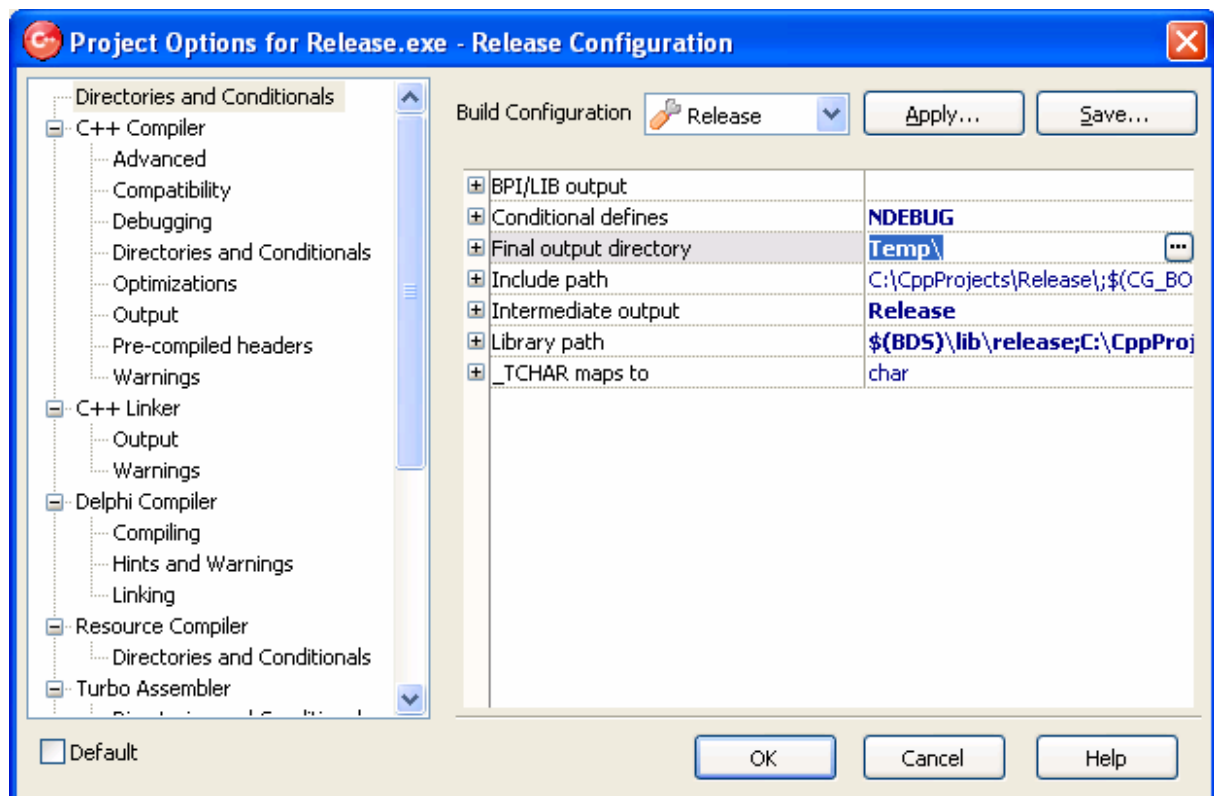 Project Options for Release.exe - Release Configuration
Directories and Conditionals
C++ Compiler
Advanced
Compatibility
Debugging
Directories and Conditionals
Optimizations
Output
Pre-compiled headers
Warnings
C++ Linker
Output
Warnings
Delphi Compiler
Compiling
Hints and Warnings
Linking
Resource Compiler
Directories and Conditionals
Turbo Assembler
Build Configuration Release Apply... Save...
BPI/LIB output
Conditional defines NDEBUG
Final output directory Temp\ ...
Include path C:\CppProjects\Release\;$(CG_BO
Intermediate output Release
Library path $(BDS)\lib\release;C:\CppProj
_TCHAR maps to char
Default OK Cancel Help